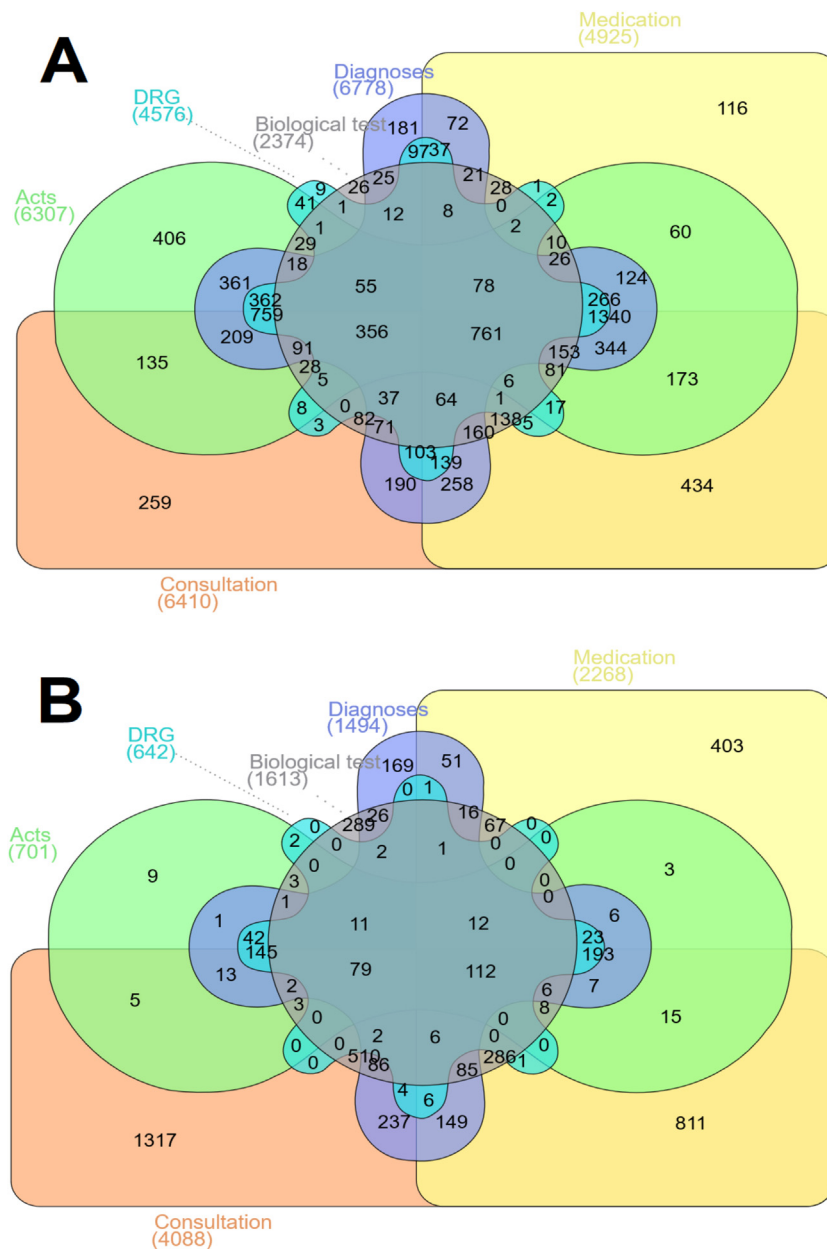 A
Medication
(4925)
Diagnoses
(6778)
DRG
(4576)
Biological test
(2374)
Acts
(6307)
181 72 116
97 37
9 26 25 21 28 1
41 1 0 2
12 8
406 1 2 60
29 10
18 26
361 124
55 78
362 266
759 1340
356 761
209 344
91 153
135 28 81 173
5 6
8 0 37 64 1 17
3 82 71 160 138 5
103 139
190 258
259 434
Consultation
(6410)
B
Medication
(2268)
Diagnoses
(1494)
DRG
(642)
Biological test
(1613)
Acts
(701)
169 51 403
0 1
0 289 26 16 67 0
2 0 0 0
2 1
9 0 0 3
3 0
1 0
1 6
11 12
42 23
145 193
79 112
13 7
2 6
5 3 8 15
0 0
0 0 2 6 0 0
0 510 86 85 286 1
4 6
237 149
1317 811
Consultation
(4088)